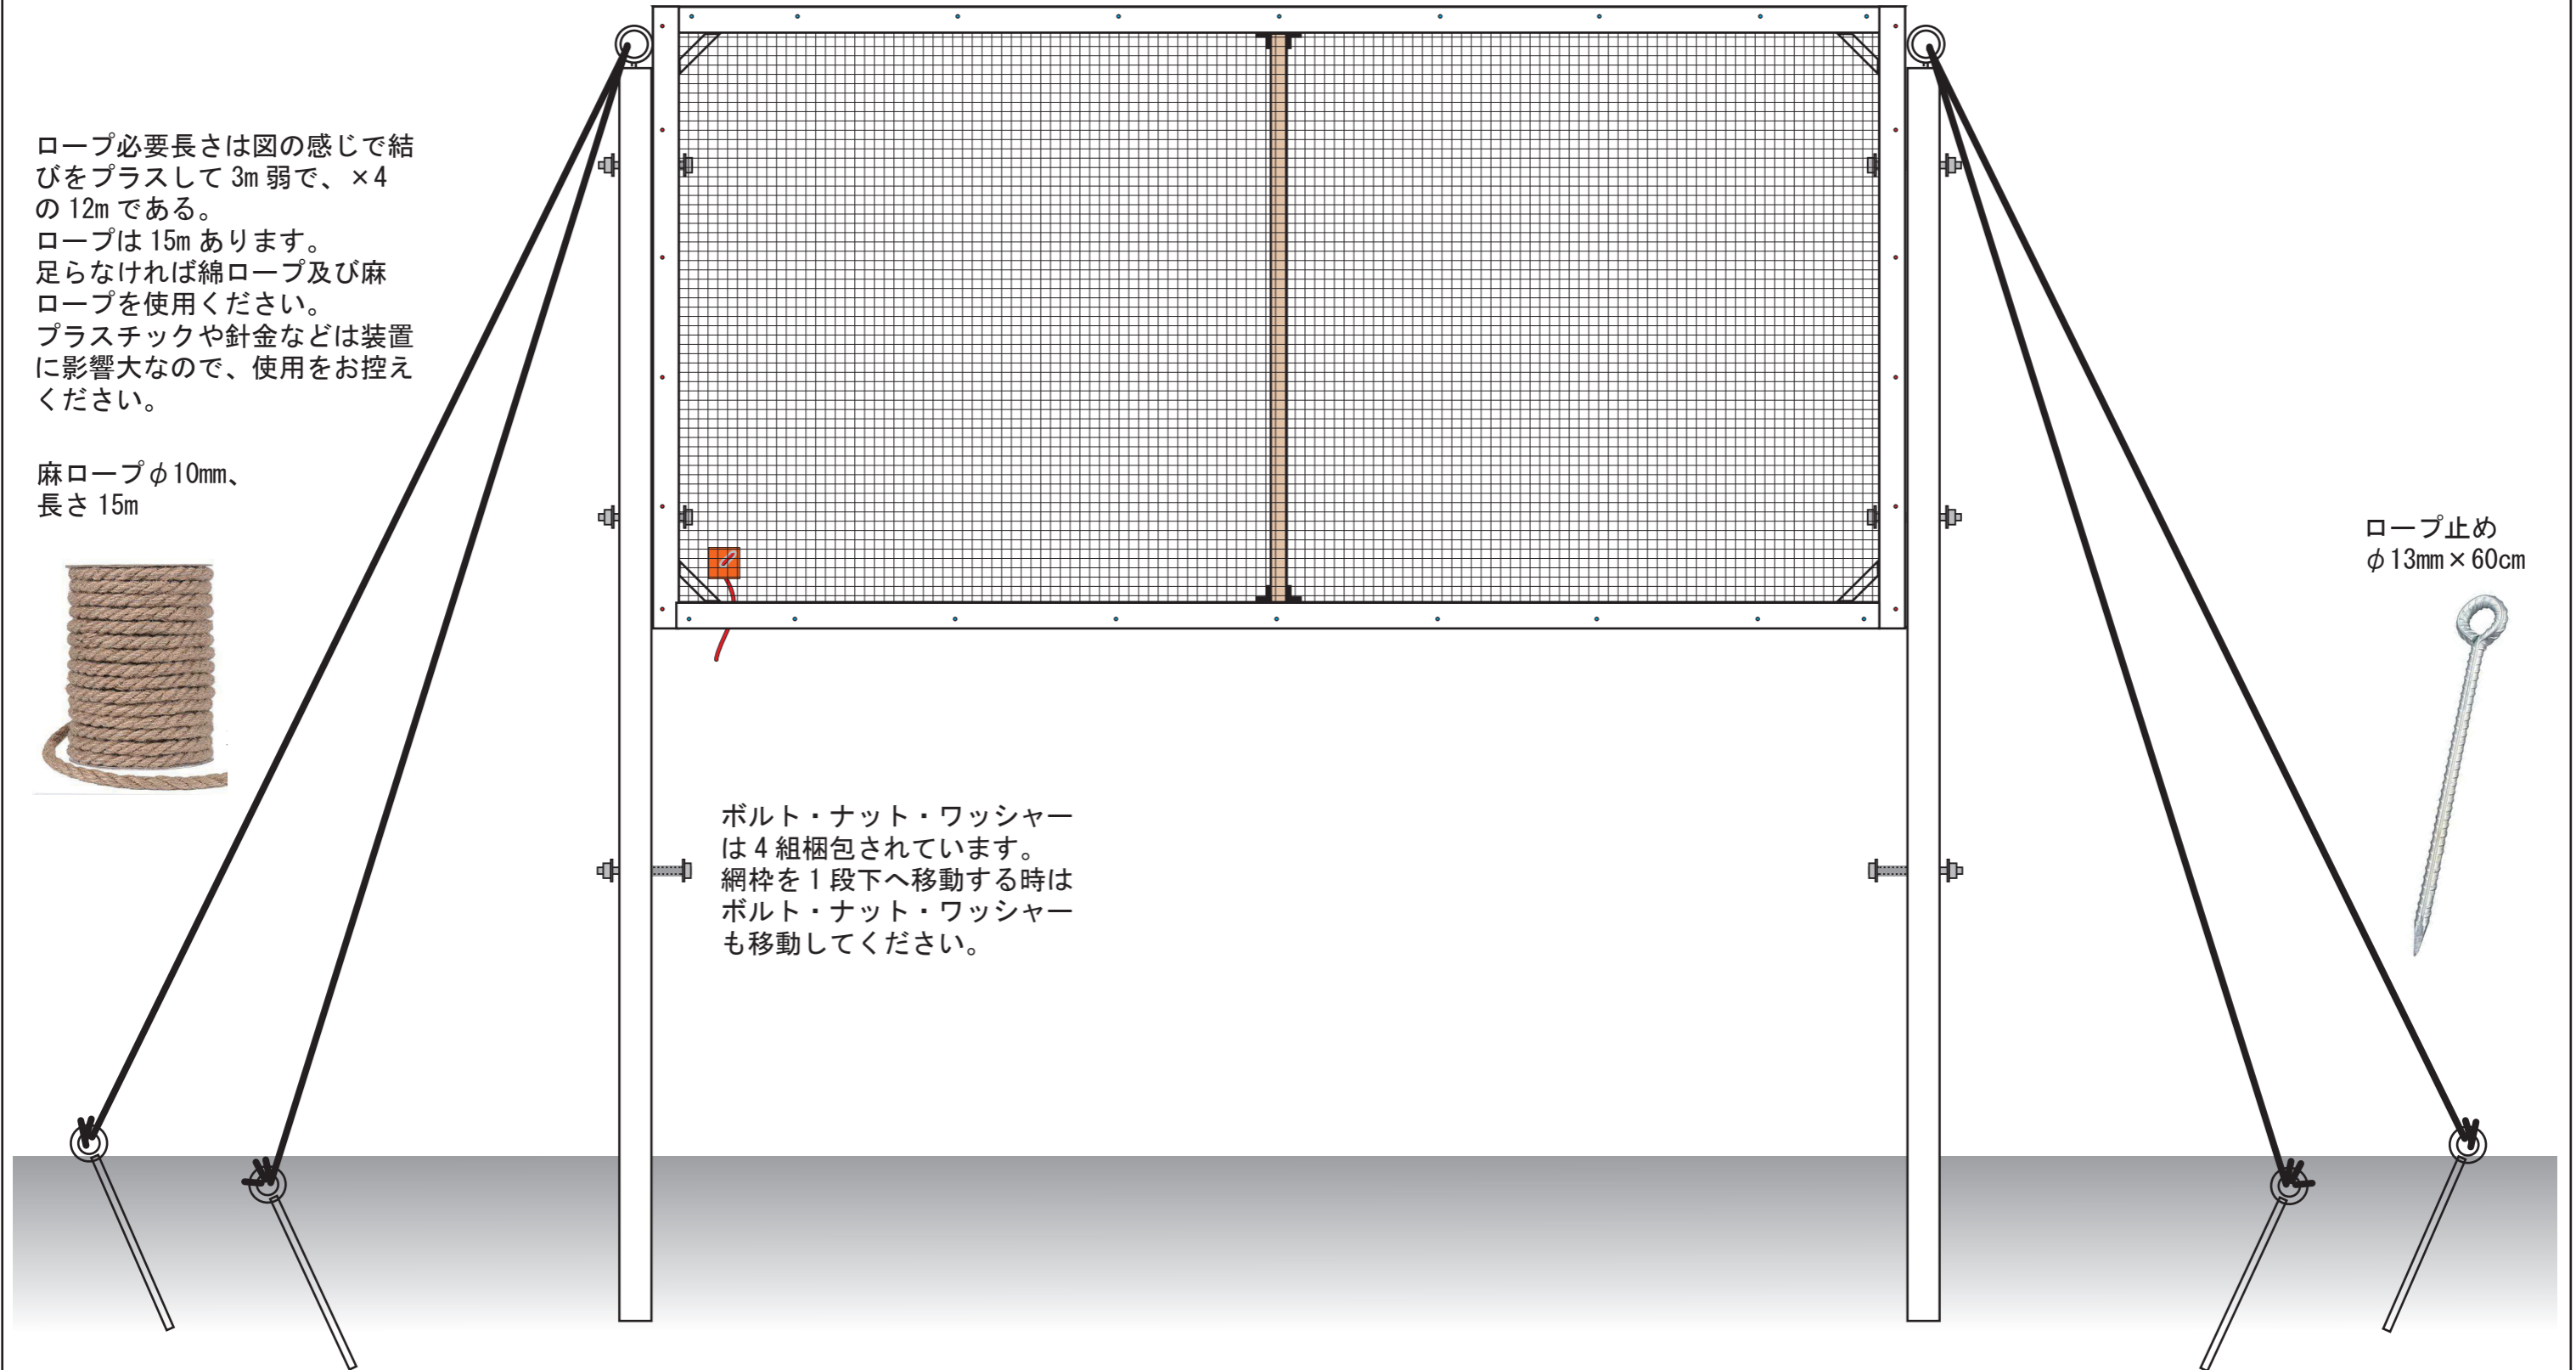 ロープ必要長さは図の感じで結
びをプラスして 3m 弱で、×4
の 12m である。
ロープは 15m あります。
足らなければ綿ロープ及び麻
ロープを使用ください。
プラスチックや針金などは装置
に影響大なので、使用をお控え
ください。
麻ロープφ10mm、
長さ 15m
ボルト・ナット・ワッシャー
は 4 組梱包されています。
網枠を 1 段下へ移動する時は
ボルト・ナット・ワッシャー
も移動してください。
ロープ止め
φ13mm×60cm